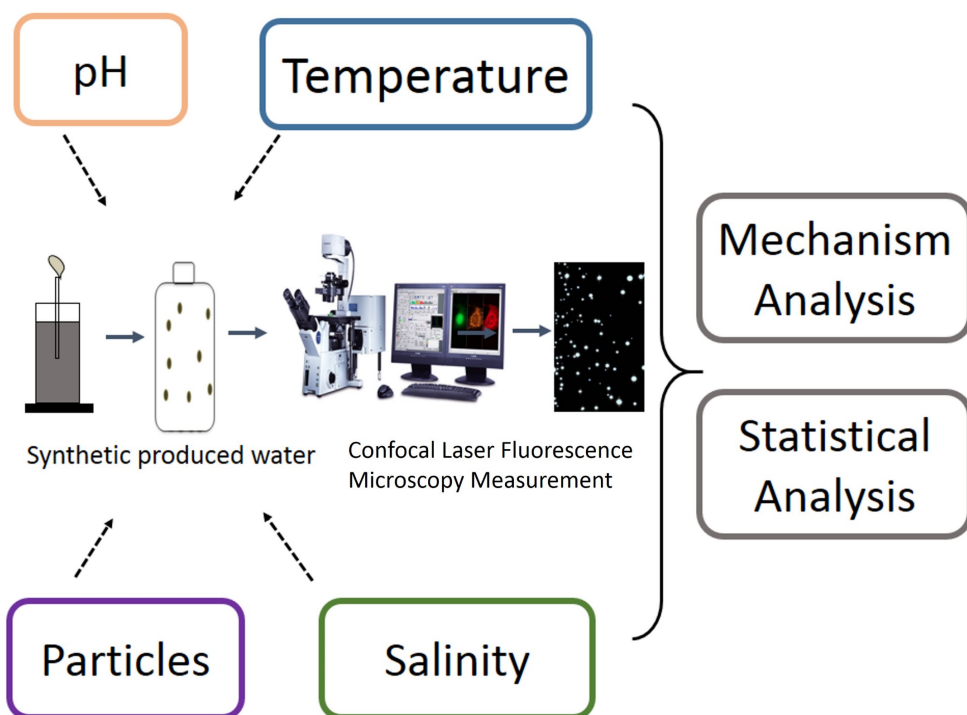 pH
Temperature
Mechanism
Analysis
Synthetic produced water
Confocal Laser Fluorescence
Microscopy Measurement
Statistical
Analysis
Particles
Salinity